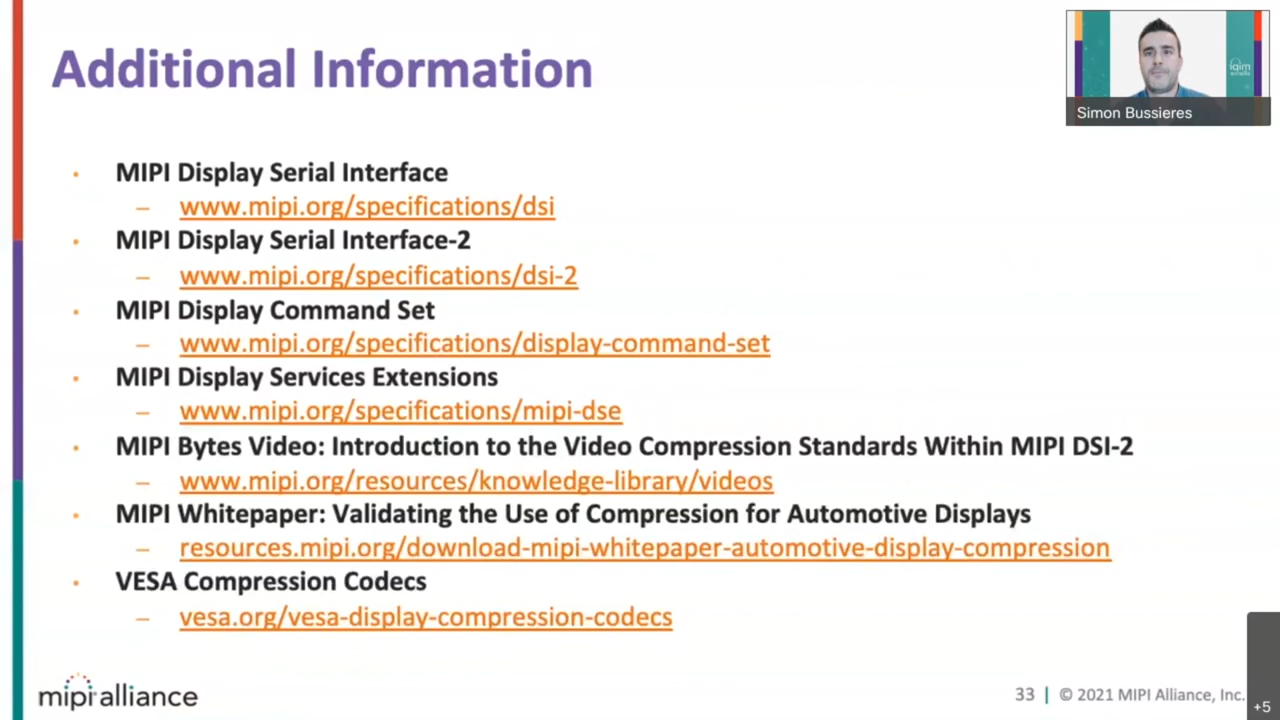 Additional Information
Simon Bussieres
• MIPI Display Serial Interface
– www.mipi.org/specifications/dsi
• MIPI Display Serial Interface-2
– www.mipi.org/specifications/dsi-2
• MIPI Display Command Set
– www.mipi.org/specifications/display-command-set
• MIPI Display Services Extensions
– www.mipi.org/specifications/mipi-dse
• MIPI Bytes Video: Introduction to the Video Compression Standards Within MIPI DSI-2
– www.mipi.org/resources/knowledge-library/videos
• MIPI Whitepaper: Validating the Use of Compression for Automotive Displays
– resources.mipi.org/download-mipi-whitepaper-automotive-display-compression
• VESA Compression Codecs
– vesa.org/vesa-display-compression-codecs
mipi alliance
33 | © 2021 MIPI Alliance, Inc.
+5